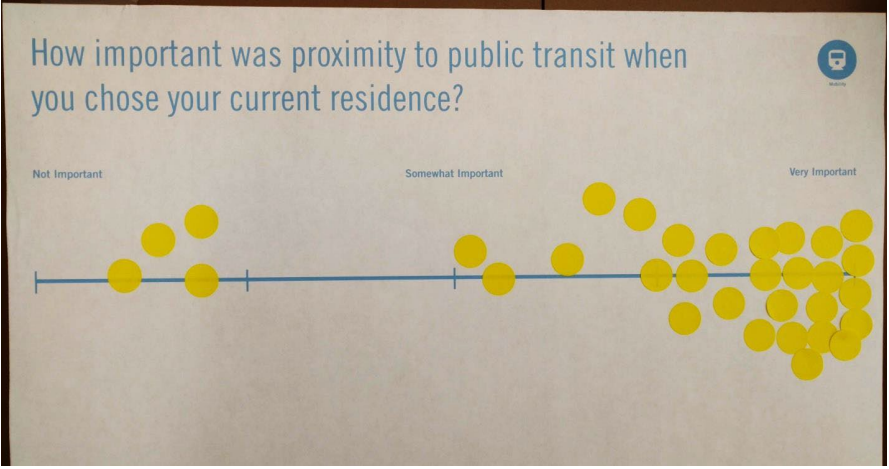 How important was proximity to public transit when
you chose your current residence?
Mobility
Not Important
Somewhat Important
Very Important